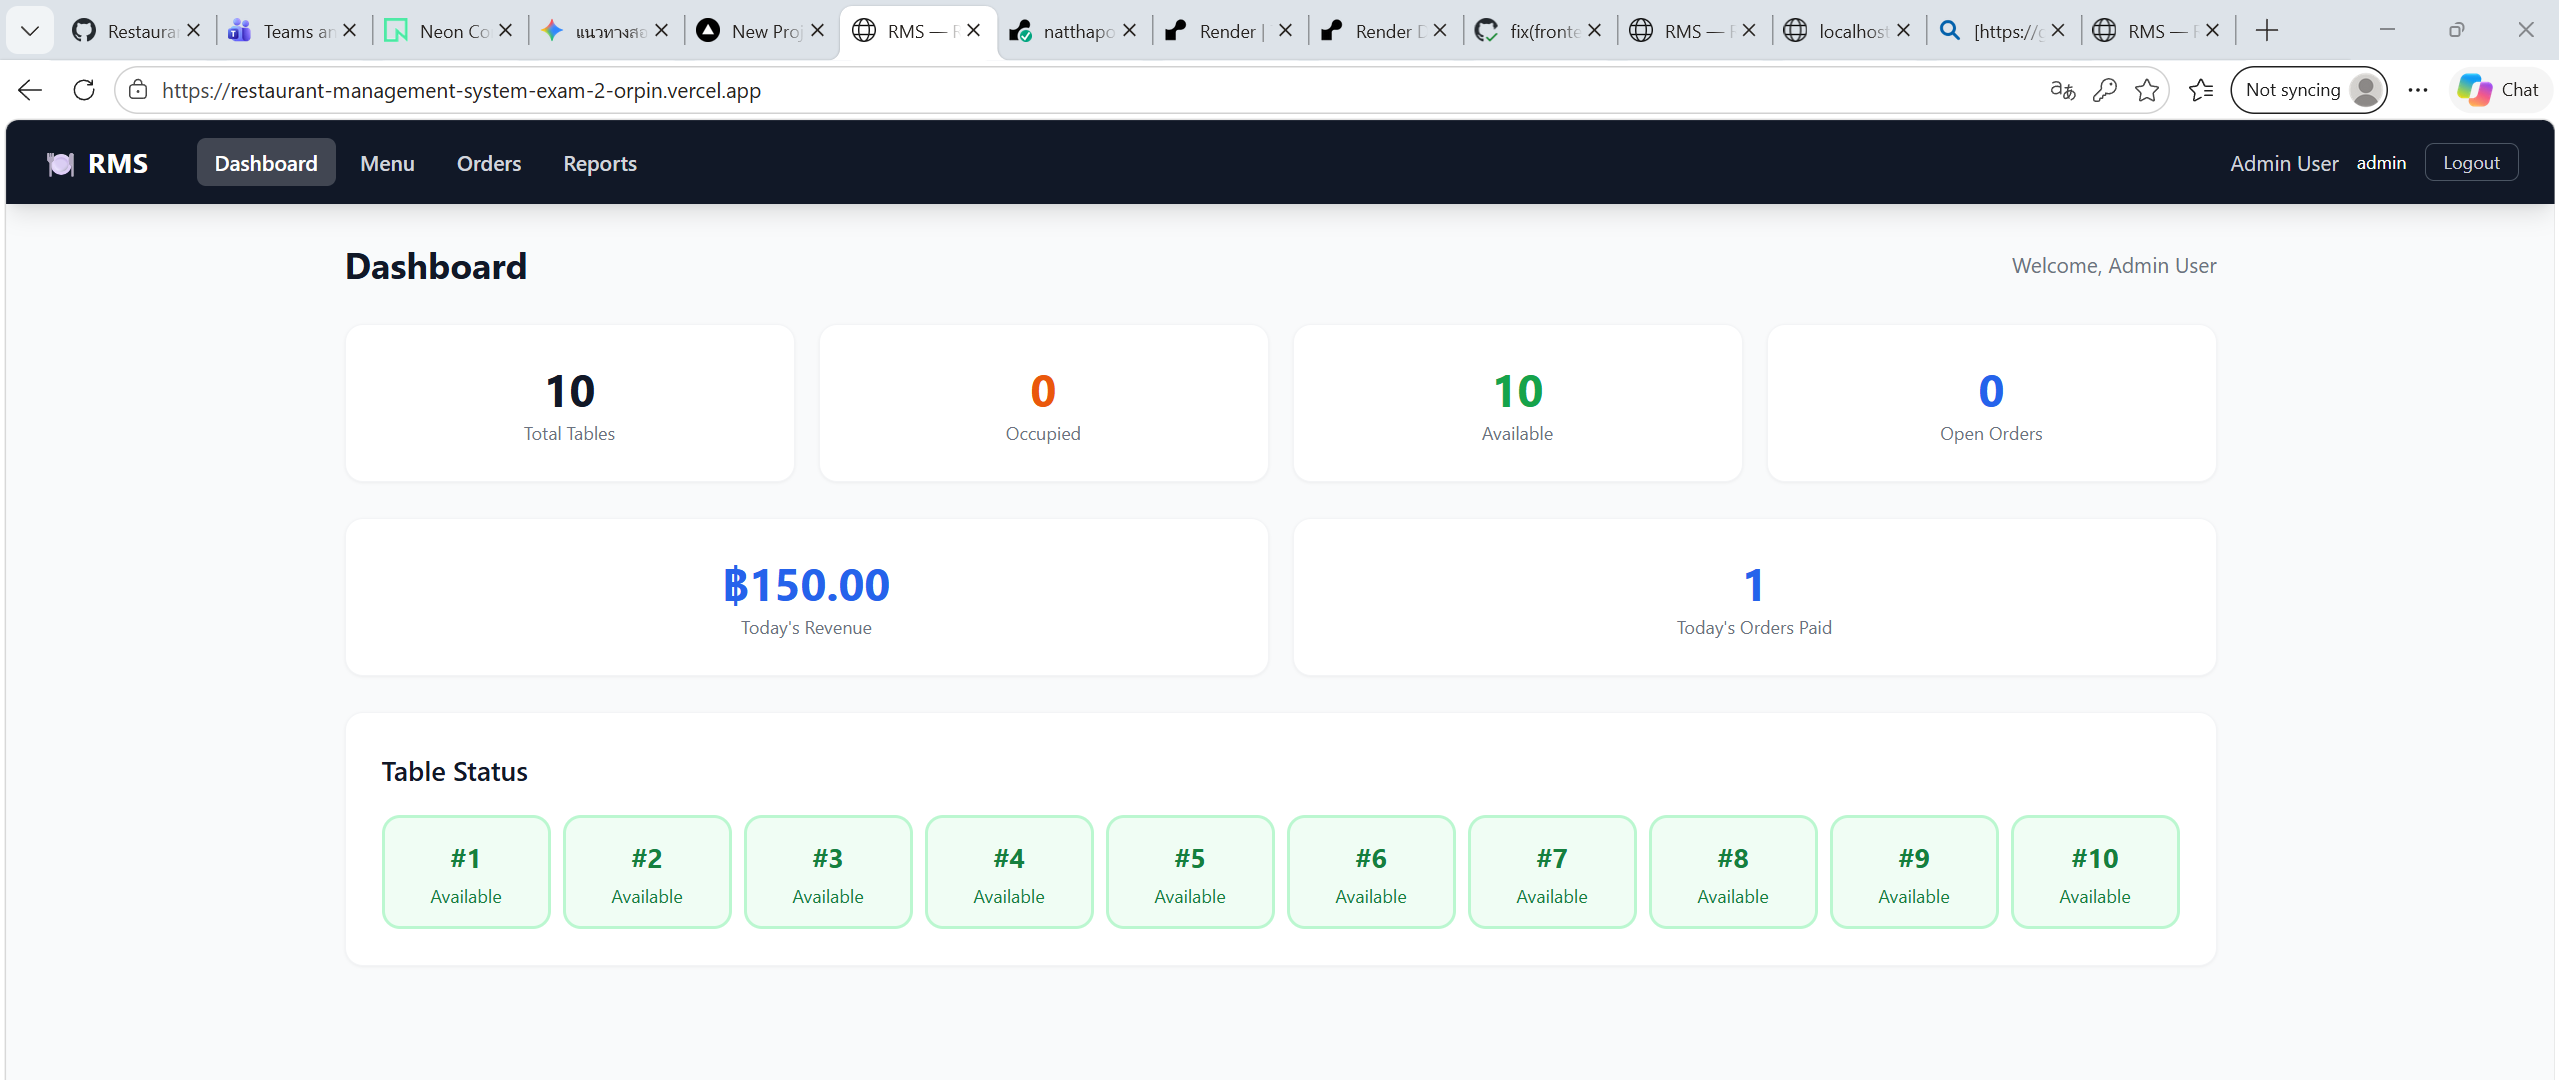 Restaura
Teams an
Neon Co
แนวทางสอ
New Proj
RMS — R
natthapo
Render |
Render D
fix(fronte
RMS — R
localhost
[https://g
RMS — R
https://restaurant-management-system-exam-2-orpin.vercel.app
Not syncing
Chat
RMS
Dashboard
Menu
Orders
Reports
Admin User
admin
Logout
Dashboard
Welcome, Admin User
10
Total Tables
0
Occupied
10
Available
0
Open Orders
฿150.00
Today's Revenue
1
Today's Orders Paid
Table Status
#1
Available
#2
Available
#3
Available
#4
Available
#5
Available
#6
Available
#7
Available
#8
Available
#9
Available
#10
Available